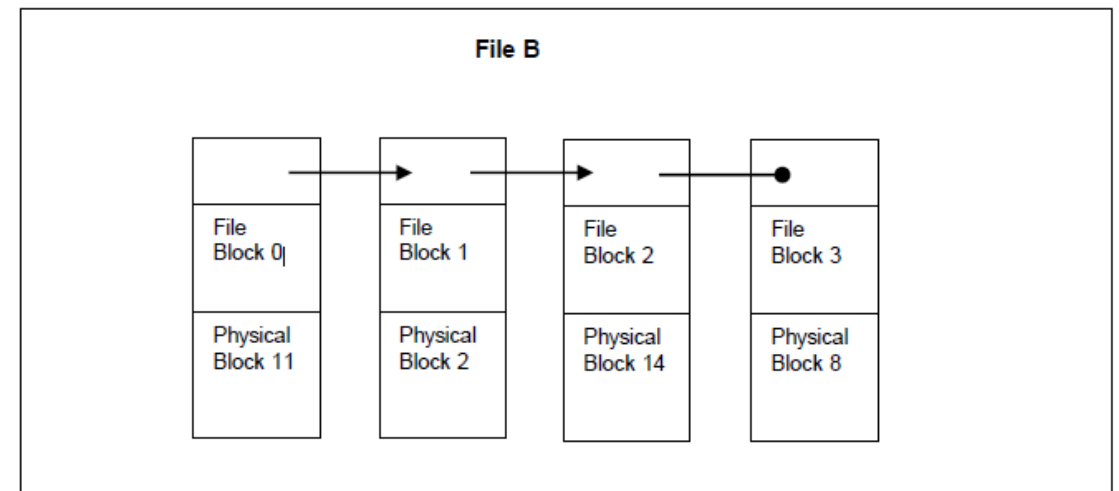 File B
File
Block 0
File
Block 1
File
Block 2
File
Block 3
Physical
Block 11
Physical
Block 2
Physical
Block 14
Physical
Block 8